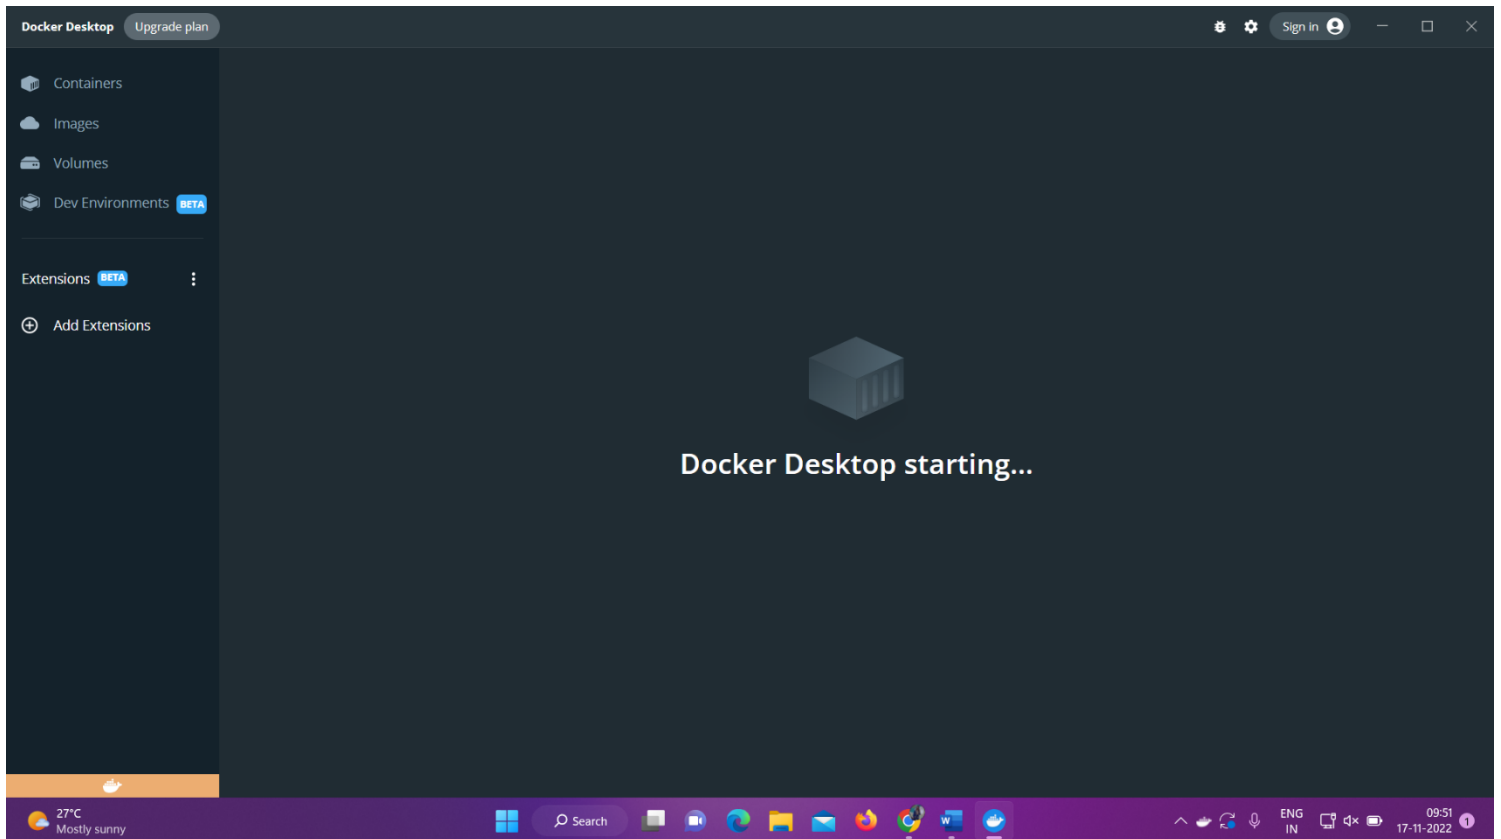 Docker Desktop Upgrade plan Sign in
Containers
Images
Volumes
Dev Environments BETA
Extensions BETA
Add Extensions
Docker Desktop starting...
27°C
Mostly sunny
Search
W
ENG
IN
09:51
17-11-2022
1